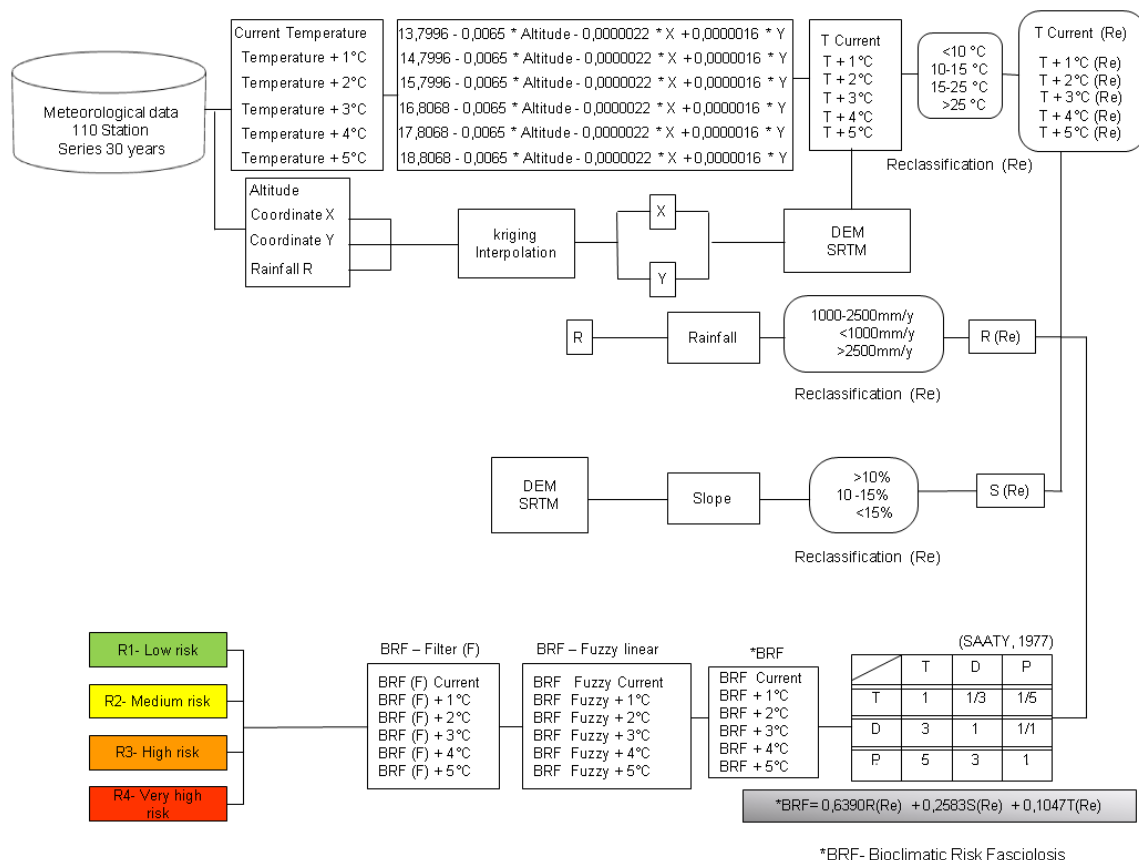 Meteorological data
110 Station
Series 30 years
Current Temperature
Temperature + 1°C
Temperature + 2°C
Temperature + 3°C
Temperature + 4°C
Temperature + 5°C
13,7996 - 0,0065 * Altitude - 0,0000022 * X + 0,0000016 * Y
14,7996 - 0,0065 * Altitude - 0,0000022 * X + 0,0000016 * Y
15,7996 - 0,0065 * Altitude - 0,0000022 * X + 0,0000016 * Y
16,8068 - 0,0065 * Altitude - 0,0000022 * X + 0,0000016 * Y
17,8068 - 0,0065 * Altitude - 0,0000022 * X + 0,0000016 * Y
18,8068 - 0,0065 * Altitude - 0,0000022 * X + 0,0000016 * Y
T Current
T + 1°C
T + 2°C
T + 3°C
T + 4°C
T + 5°C
<10 °C
10-15 °C
15-25 °C
>25 °C
Reclassification (Re)
T Current (Re)
T + 1°C (Re)
T + 2°C (Re)
T + 3°C (Re)
T + 4°C (Re)
T + 5°C (Re)
Altitude
Coordinate X
Coordinate Y
Rainfall R
kriging
Interpolation
X
Y
DEM
SRTM
R
Rainfall
1000-2500mm/y
<1000mm/y
>2500mm/y
R (Re)
Reclassification (Re)
DEM
SRTM
Slope
>10%
10 -15%
<15%
S (Re)
Reclassification (Re)
R1- Low risk
R2- Medium risk
R3- High risk
R4- Very high
risk
BRF – Filter (F)
BRF (F) Current
BRF (F) + 1°C
BRF (F) + 2°C
BRF (F) + 3°C
BRF (F) + 4°C
BRF (F) + 5°C
BRF – Fuzzy linear
BRF Fuzzy Current
BRF Fuzzy + 1°C
BRF Fuzzy + 2°C
BRF Fuzzy + 3°C
BRF Fuzzy + 4°C
BRF Fuzzy + 5°C
*BRF
BRF Current
BRF + 1°C
BRF + 2°C
BRF + 3°C
BRF + 4°C
BRF + 5°C
(SAATY, 1977)
T D P
T 1 1/3 1/5
D 3 1 1/1
P 5 3 1
*BRF= 0,6390R(Re) + 0,2583S(Re) + 0,1047T(Re)
*BRF- Bioclimatic Risk Fasciolosis